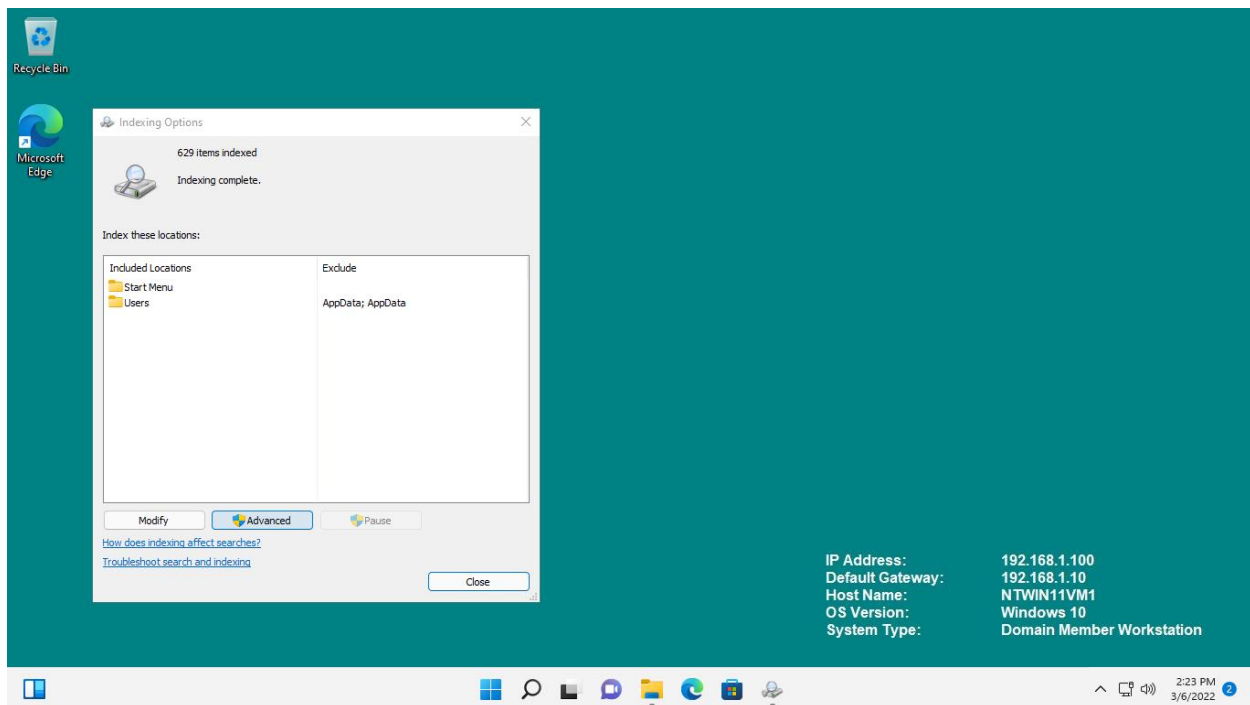 Recycle Bin
Microsoft
Edge
Indexing Options
629 items indexed
Indexing complete.
Index these locations:
Included Locations Exclude
Start Menu
Users AppData; AppData
Modify Advanced Pause
How does indexing affect searches?
Troubleshoot search and indexing
Close
IP Address: 192.168.1.100
Default Gateway: 192.168.1.10
Host Name: NTWIN11VM1
OS Version: Windows 10
System Type: Domain Member Workstation
2:23 PM
3/6/2022
2